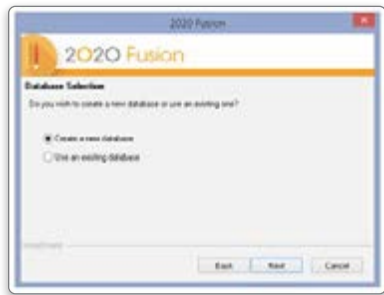 2020 Fusion
2020 Fusion
Database Selection
Do you wish to create a new database or use an existing one?
Create a new database
Use an existing database
Back
Next
Cancel